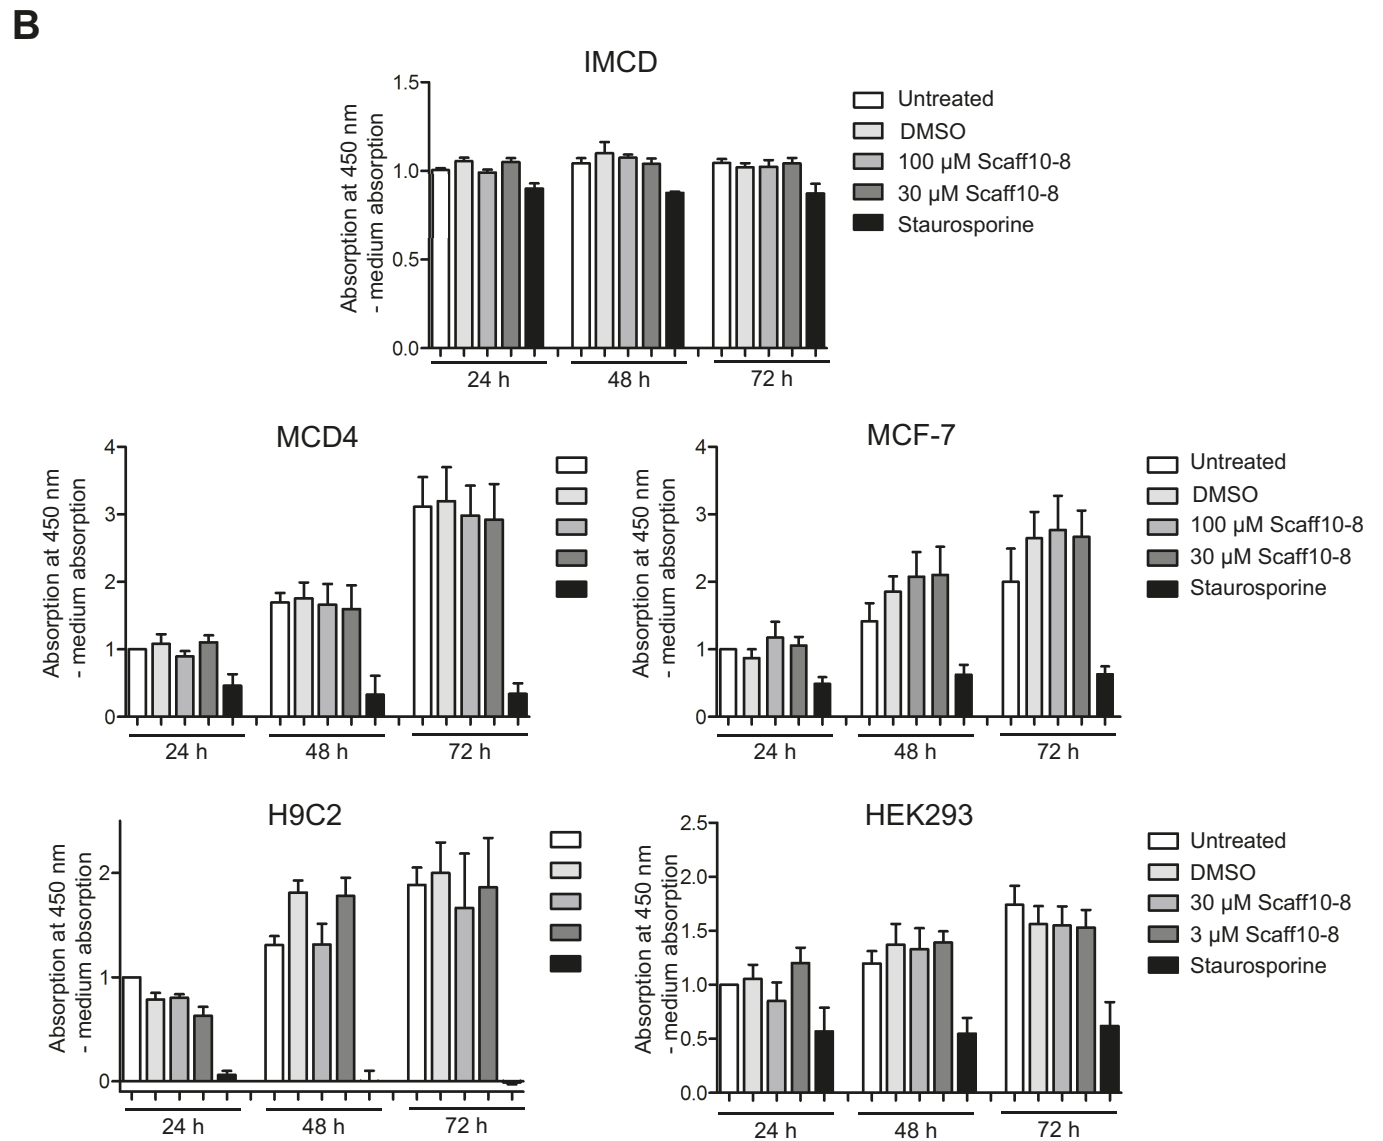 B
IMCD
Absorption at 450 nm
- medium absorption
1.5
1.0
0.5
0.0
24 h
48 h
72 h
Untreated
DMSO
100 µM Scaff10-8
30 µM Scaff10-8
Staurosporine
MCD4
Absorption at 450 nm
- medium absorption
4
3
2
1
0
24 h
48 h
72 h
MCF-7
Absorption at 450 nm
- medium absorption
4
3
2
1
0
24 h
48 h
72 h
Untreated
DMSO
100 µM Scaff10-8
30 µM Scaff10-8
Staurosporine
H9C2
Absorption at 450 nm
- medium absorption
2
1
0
24 h
48 h
72 h
HEK293
Absorption at 450 nm
- medium absorption
2.5
2.0
1.5
1.0
0.5
0.0
24 h
48 h
72 h
Untreated
DMSO
30 µM Scaff10-8
3 µM Scaff10-8
Staurosporine